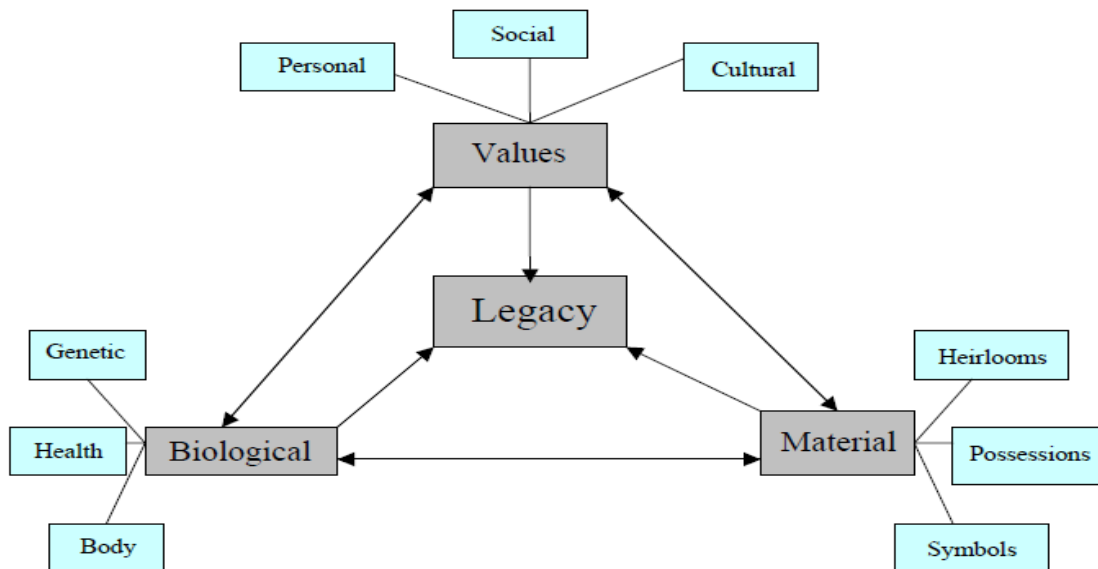 Social
Personal
Cultural
Values
Legacy
Genetic
Heirlooms
Health
Biological
Material
Possessions
Body
Symbols